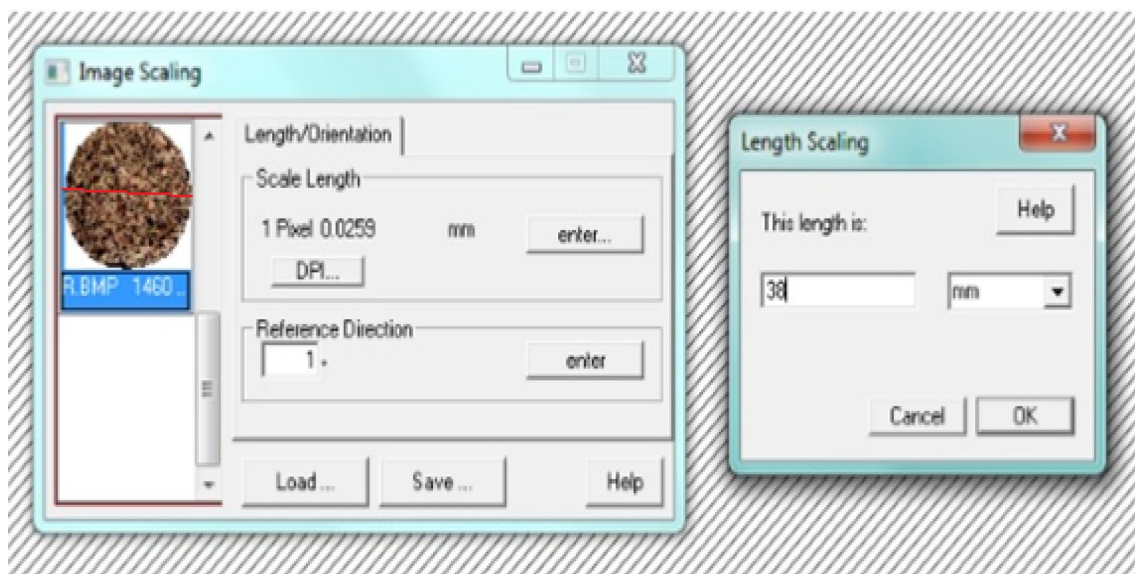 Image Scaling
Length/Orientation
Scale Length
1 Pixel 0.0259 mm enter...
DPI...
R.BMP 1460..
Reference Direction
1 enter
Load ... Save ... Help
Length Scaling
This length is: Help
38 mm
Cancel OK